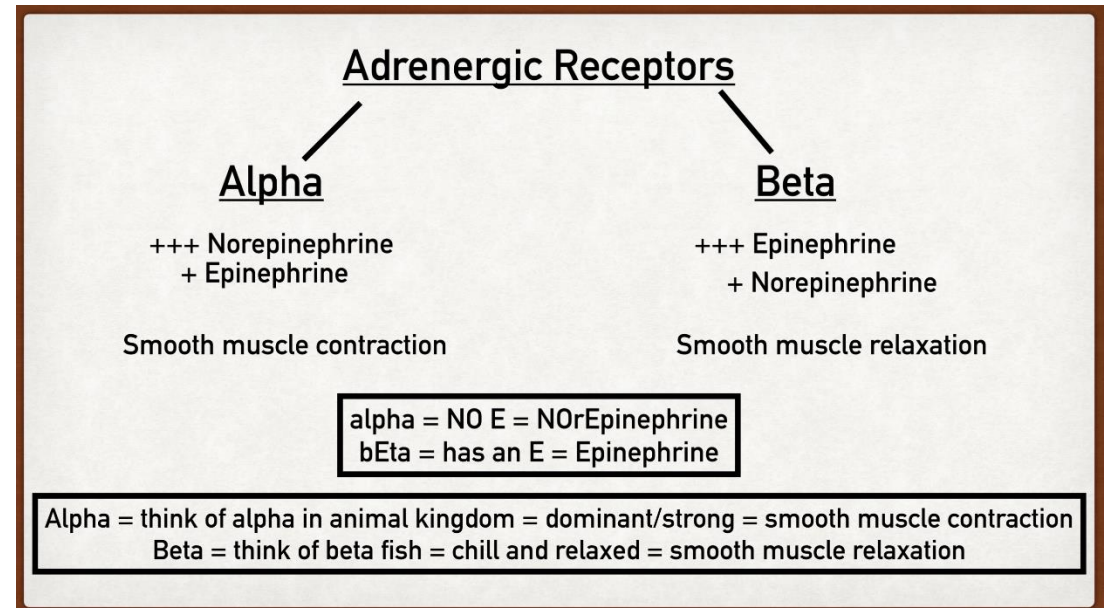 Adrenergic Receptors
Alpha
+++ Norepinephrine
+ Epinephrine
Smooth muscle contraction
Beta
+++ Epinephrine
+ Norepinephrine
Smooth muscle relaxation
alpha = NO E = NOrEpinephrine
bEta = has an E = Epinephrine
Alpha = think of alpha in animal kingdom = dominant/strong = smooth muscle contraction
Beta = think of beta fish = chill and relaxed = smooth muscle relaxation